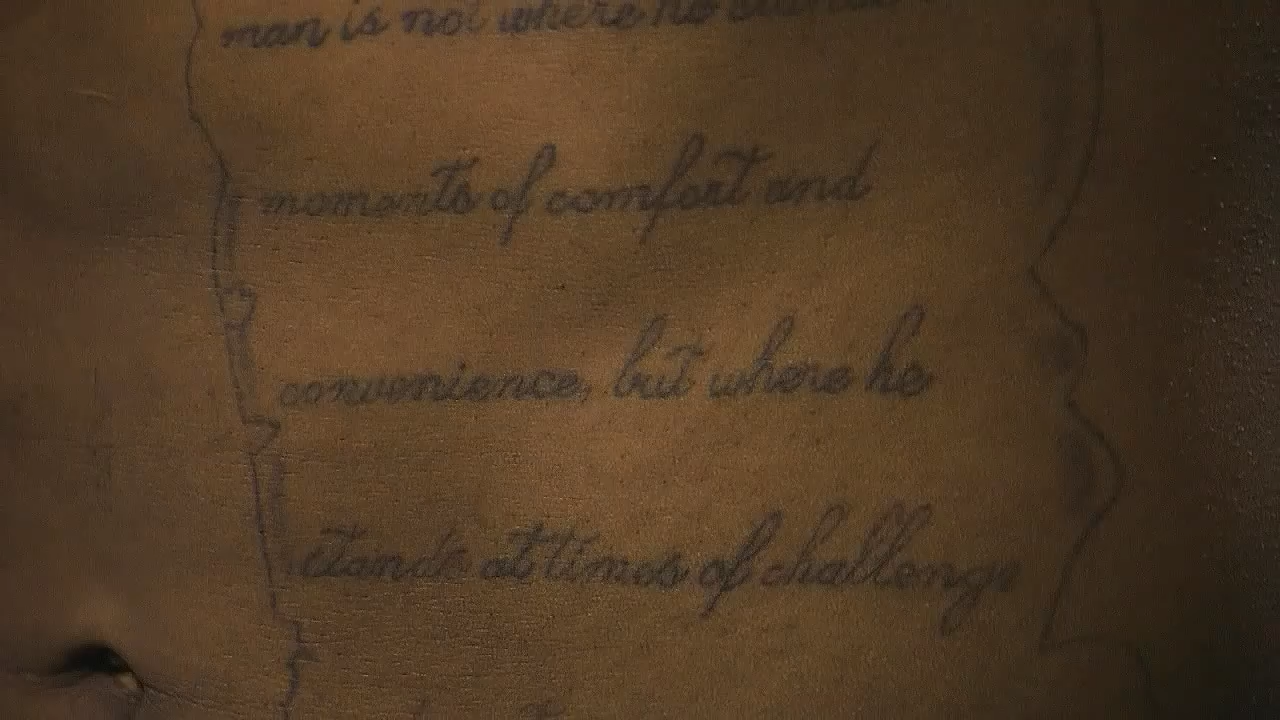 man is not where he
moments of comfort and
convenience, but where he
stands at times of challenge